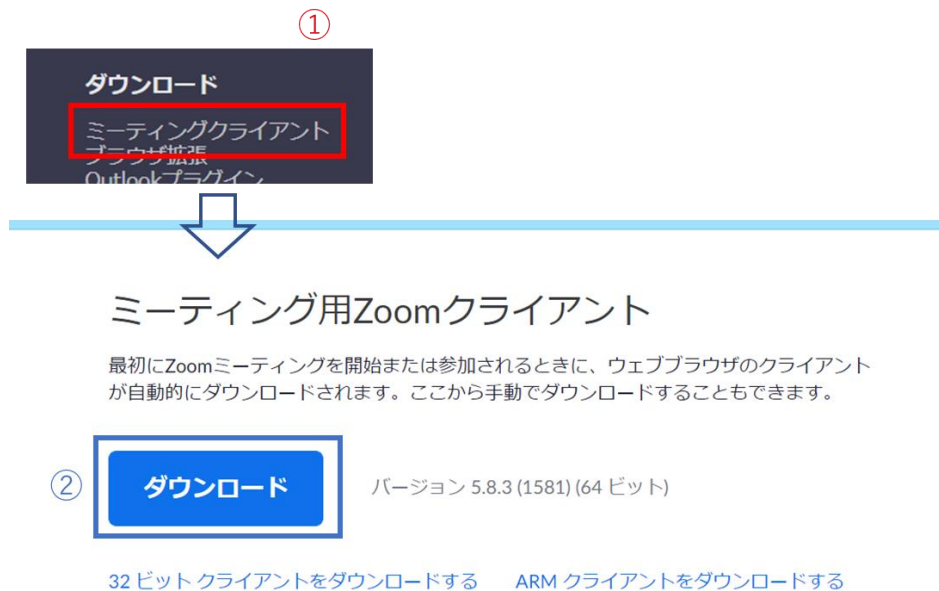 ①
ダウンロード
ミーティングクライアント
ブラウザ拡張
Outlookプラグイン
ミーティング用Zoomクライアント
最初にZoomミーティングを開始または参加されるときに、ウェブブラウザのクライアント
が自動的にダウンロードされます。ここから手動でダウンロードすることもできます。
② ダウンロード バージョン 5.8.3 (1581) (64 ビット)
32 ビット クライアントをダウンロードする ARM クライアントをダウンロードする